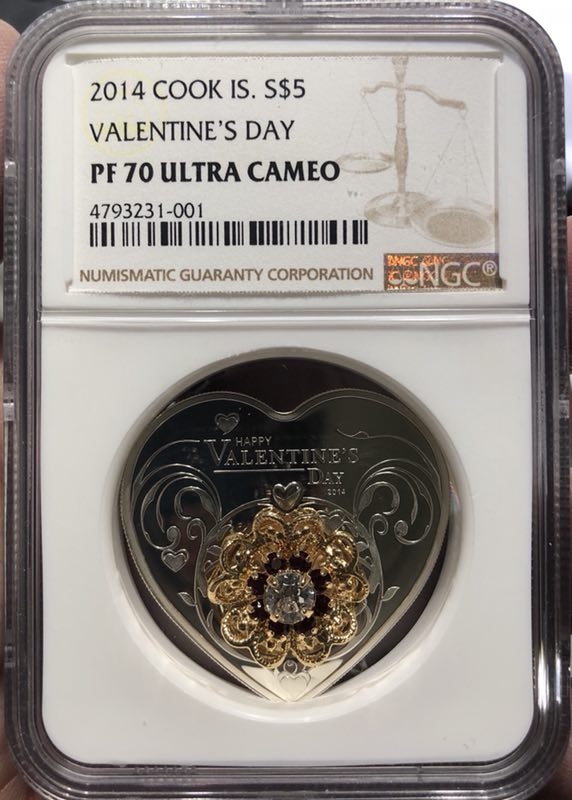 2014 COOK IS. S$5
VALENTINE'S DAY
PF 70 ULTRA CAMEO
4793231-001
NUMISMATIC GUARANTY CORPORATION
NGC®
HAPPY
VALENTINE'S
DAY
2014